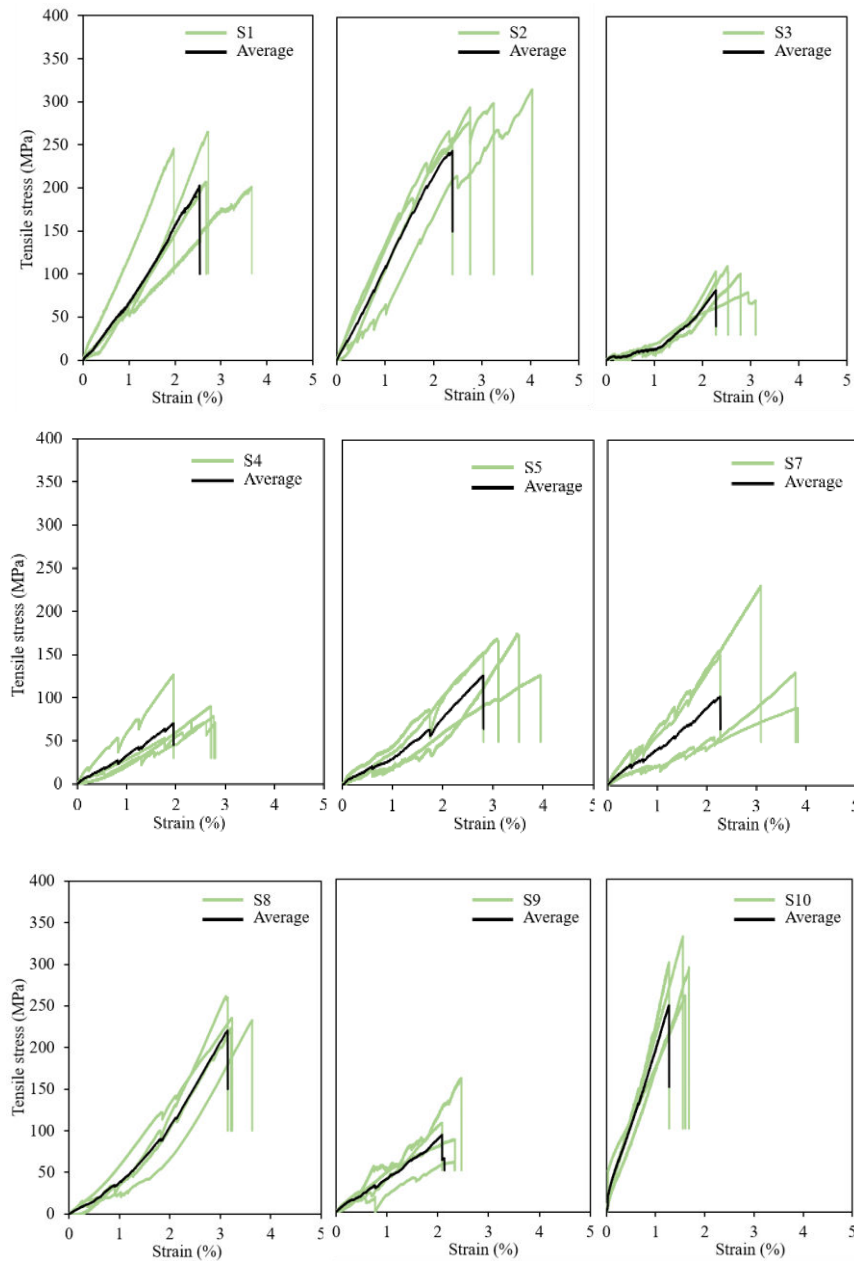 400
350
300
250
200
150
100
50
0
Tensile stress (MPa)
S1
Average
0 1 2 3 4 5
Strain (%)
S2
Average
0 1 2 3 4 5
Strain (%)
S3
Average
0 1 2 3 4 5
Strain (%)
400
350
300
250
200
150
100
50
0
Tensile stress (MPa)
S4
Average
0 1 2 3 4 5
Strain (%)
S5
Average
0 1 2 3 4 5
Strain (%)
S7
Average
0 1 2 3 4 5
Strain (%)
400
350
300
250
200
150
100
50
0
Tensile stress (MPa)
S8
Average
0 1 2 3 4 5
Strain (%)
S9
Average
0 1 2 3 4 5
Strain (%)
S10
Average
0 1 2 3 4 5
Strain (%)